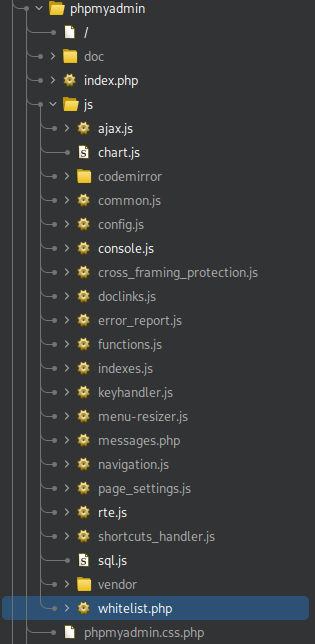 phpmyadmin
/
doc
index.php
js
ajax.js
chart.js
codemirror
common.js
config.js
console.js
cross_framing_protection.js
doclinks.js
error_report.js
functions.js
indexes.js
keyhandler.js
menu-resizer.js
messages.php
navigation.js
page_settings.js
rte.js
shortcuts_handler.js
sql.js
vendor
whitelist.php
phpmyadmin.css.php